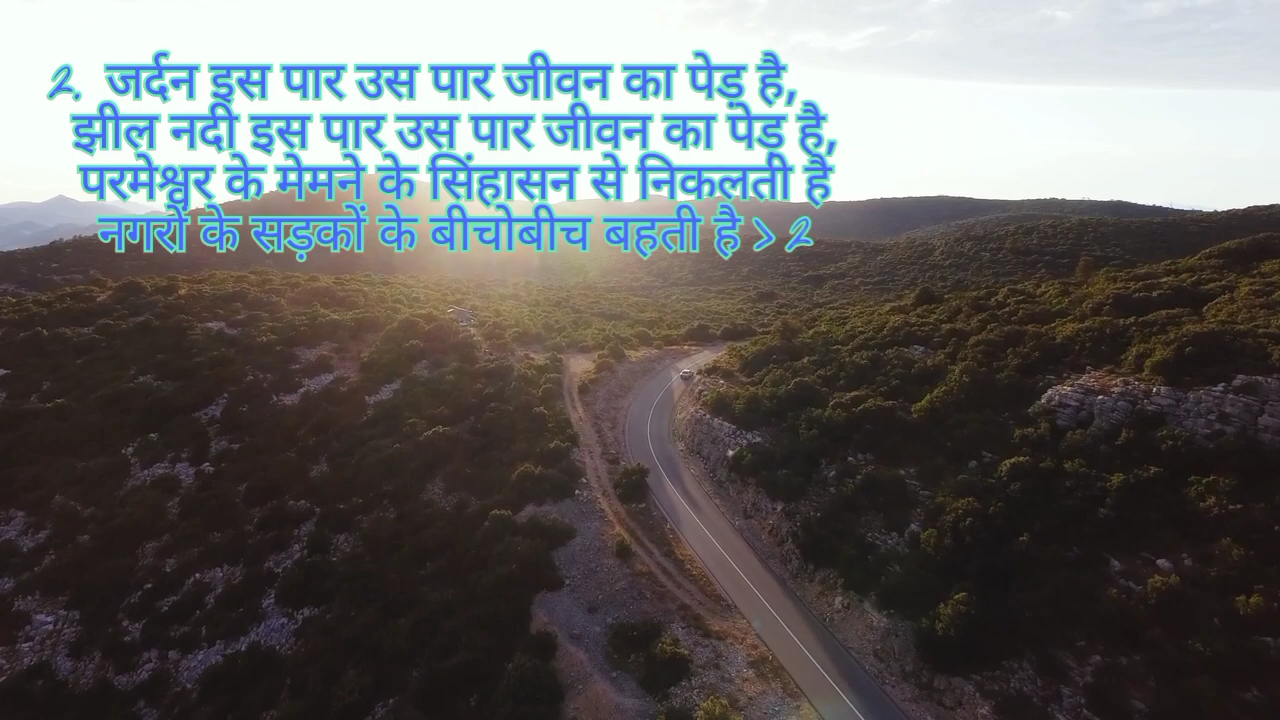 2. जर्दन इस पार उस पार जीवन का पेड़ है,
झील नदी इस पार उस पार जीवन का पेड़ है,
परमेश्वर के मेमने के सिंहासन से निकलती है
नगरों के सड़कों के बीचोबीच बहती है > 2